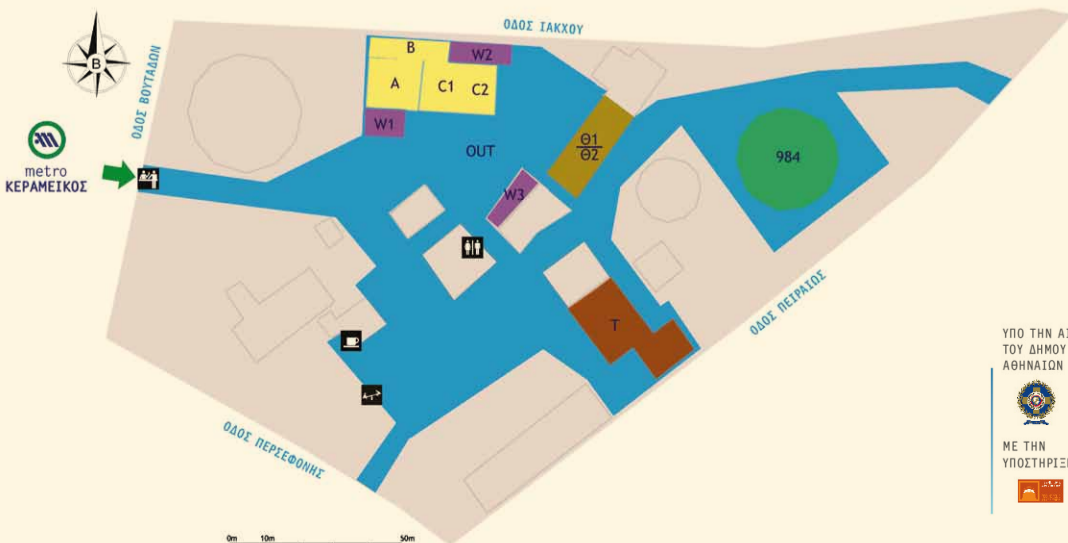 ΟΔΟΣ ΙΑΚΧΟΥ
ΟΔΟΣ ΒΟΥΤΑΔΩΝ
B
metro
ΚΕΡΑΜΕΙΚΟΣ
B
W2
A
C1
C2
W1
OUT
Θ1
Θ2
984
W3
T
ΟΔΟΣ ΠΕΙΡΑΙΩΣ
ΟΔΟΣ ΠΕΡΣΕΦΟΝΗΣ
ΥΠΟ ΤΗΝ ΑΙ
ΤΟΥ ΔΗΜΟΥ
ΑΘΗΝΑΙΩΝ
ΜΕ ΤΗΝ
ΥΠΟΣΤΗΡΙΞΗ
0m 10m 50m